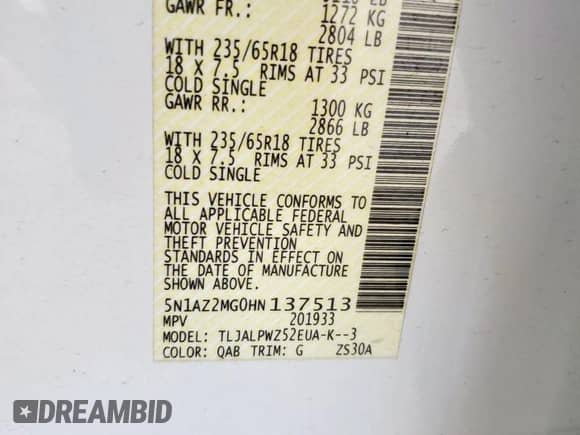 GAWR FR.: 1272 KG
2804 LB
WITH 235/65R18 TIRES
18 X 7.5 RIMS AT 33 PSI
COLD SINGLE
GAWR RR.: 1300 KG
2866 LB
WITH 235/65R18 TIRES
18 X 7.5 RIMS AT 33 PSI
COLD SINGLE
THIS VEHICLE CONFORMS TO
ALL APPLICABLE FEDERAL
MOTOR VEHICLE SAFETY AND
THEFT PREVENTION
STANDARDS IN EFFECT ON
THE DATE OF MANUFACTURE
SHOWN ABOVE.
5N1AZ2MG0HN137513
MPV 201933
MODEL: TLJALPWZ52EUA-K--3
COLOR: QAB TRIM: G ZS30A
DREAMBID